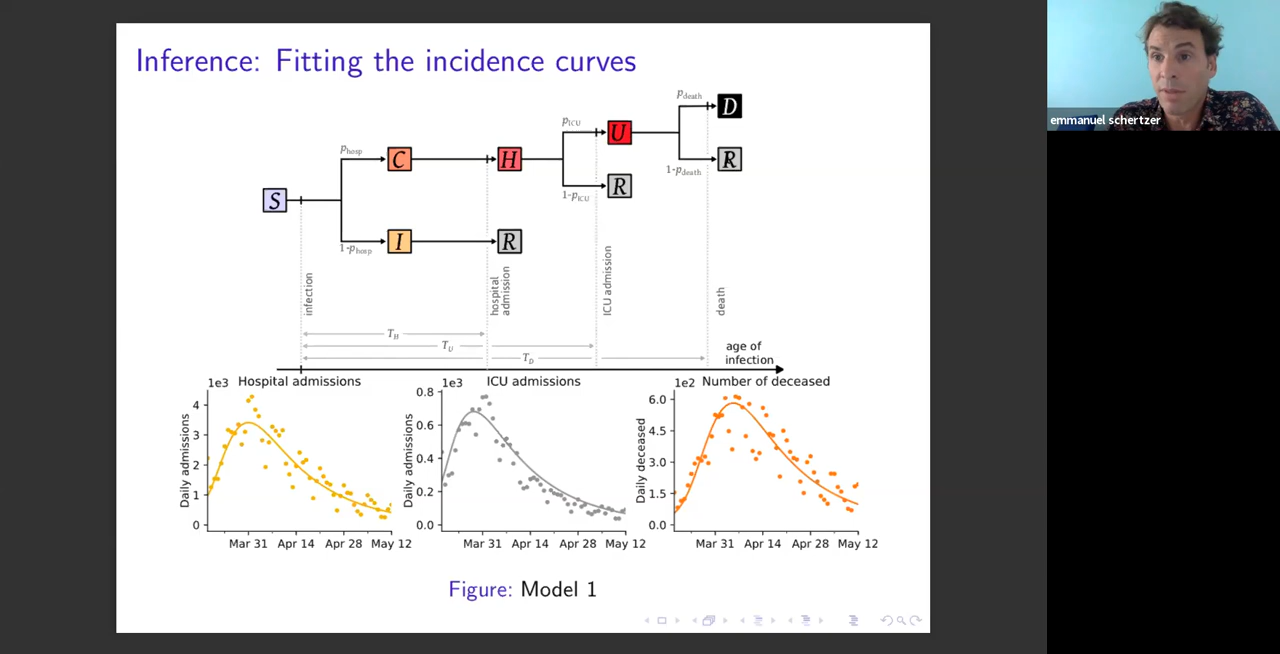 Inference: Fitting the incidence curves
emmanuel schertzer
S
p_hosp
1-p_hosp
C
I
H
R
p_ICU
1-p_ICU
U
R
p_death
1-p_death
D
R
infection
hospital
admission
ICU admission
death
T_H
T_U
T_D
age of
infection
1e3 Hospital admissions
Daily admissions
4
3
2
1
0
Mar 31 Apr 14 Apr 28 May 12
1e3 ICU admissions
Daily admissions
0.8
0.6
0.4
0.2
0.0
Mar 31 Apr 14 Apr 28 May 12
1e2 Number of deceased
Daily deceased
6.0
4.5
3.0
1.5
0.0
Mar 31 Apr 14 Apr 28 May 12
Figure: Model 1